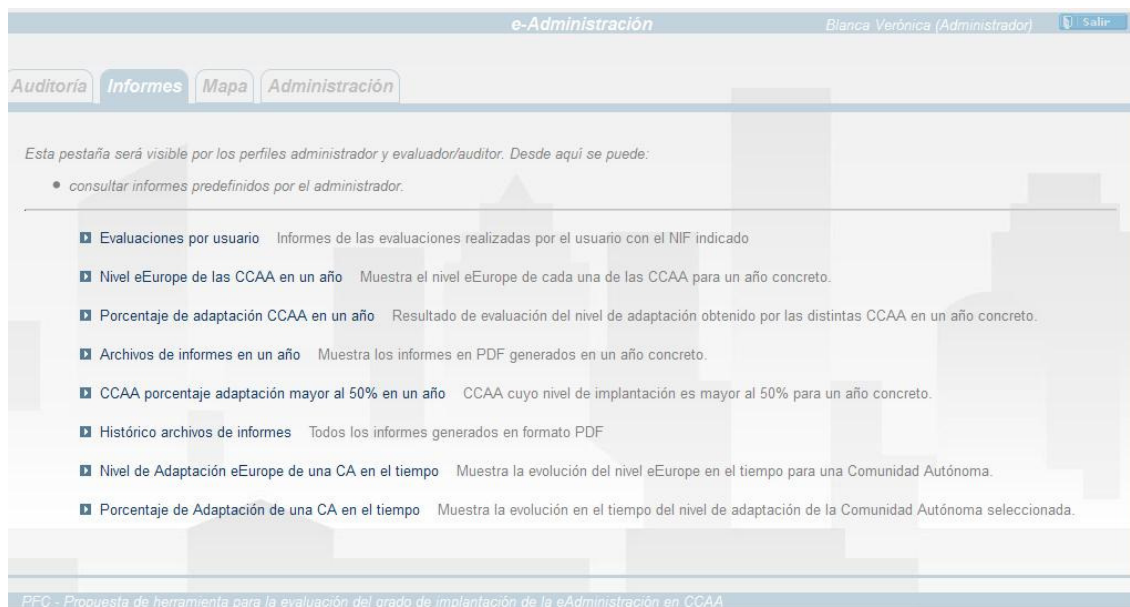 e-Administración
Blanca Verónica (Administrador)
Salir
Auditoría Informes Mapa Administración
Esta pestaña será visible por los perfiles administrador y evaluador/auditor. Desde aquí se puede:
• consultar informes predefinidos por el administrador.
Evaluaciones por usuario Informes de las evaluaciones realizadas por el usuario con el NIF indicado
Nivel eEurope de las CCAA en un año Muestra el nivel eEurope de cada una de las CCAA para un año concreto.
Porcentaje de adaptación CCAA en un año Resultado de evaluación del nivel de adaptación obtenido por las distintas CCAA en un año concreto.
Archivos de informes en un año Muestra los informes en PDF generados en un año concreto.
CCAA porcentaje adaptación mayor al 50% en un año CCAA cuyo nivel de implantación es mayor al 50% para un año concreto.
Histórico archivos de informes Todos los informes generados en formato PDF
Nivel de Adaptación eEurope de una CA en el tiempo Muestra la evolución del nivel eEurope en el tiempo para una Comunidad Autónoma.
Porcentaje de Adaptación de una CA en el tiempo Muestra la evolución en el tiempo del nivel de adaptación de la Comunidad Autónoma seleccionada.
PFC - Propuesta de herramienta para la evaluación del grado de implantación de la eAdministración en CCAA